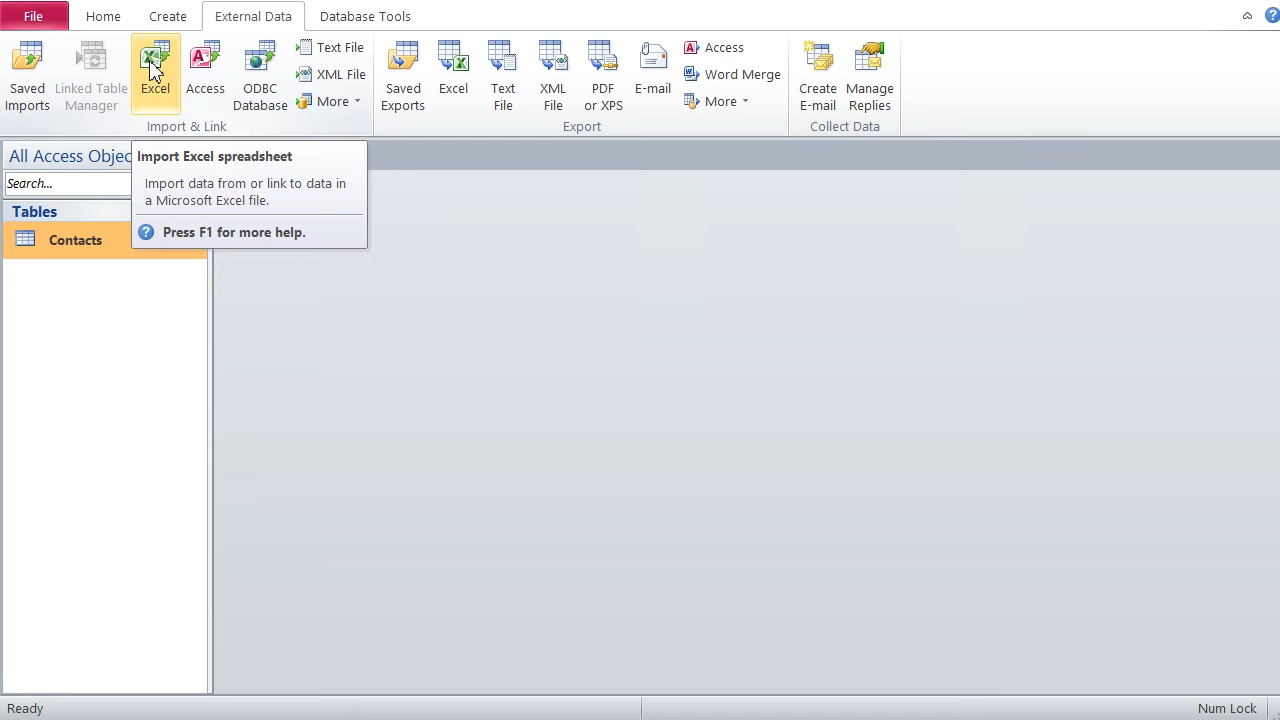 File Home Create External Data Database Tools
Saved Imports
Linked Table Manager
Excel
Access
ODBC Database
Text File
XML File
More
Import & Link
Saved Exports
Excel
Text File
XML File
PDF or XPS
E-mail
Access
Word Merge
More
Export
Create E-mail
Manage Replies
Collect Data
All Access Objec
Search...
Tables
Contacts
Import Excel spreadsheet
Import data from or link to data in
a Microsoft Excel file.
Press F1 for more help.
Ready
Num Lock